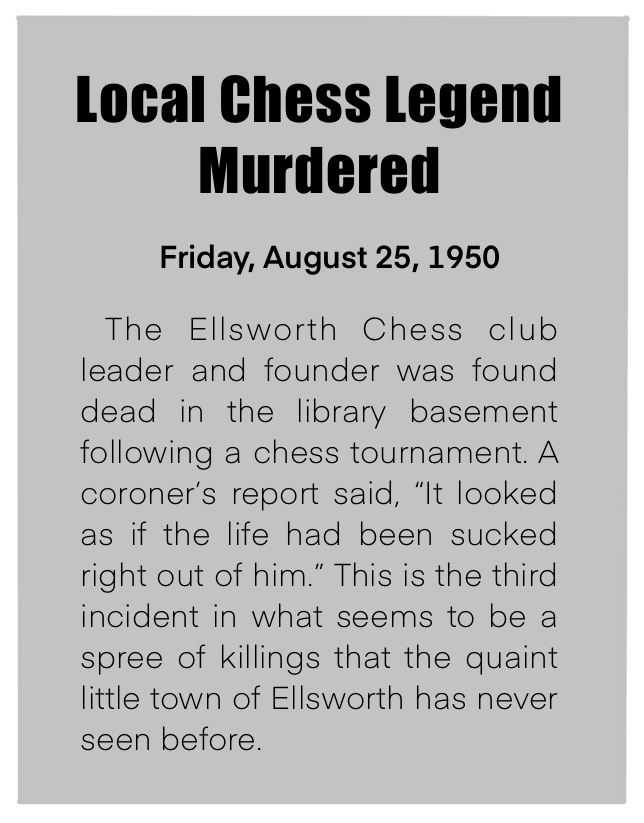 Local Chess Legend
Murdered
Friday, August 25, 1950
The Ellsworth Chess club
leader and founder was found
dead in the library basement
following a chess tournament. A
coroner’s report said, “It looked
as if the life had been sucked
right out of him.” This is the third
incident in what seems to be a
spree of killings that the quaint
little town of Ellsworth has never
seen before.